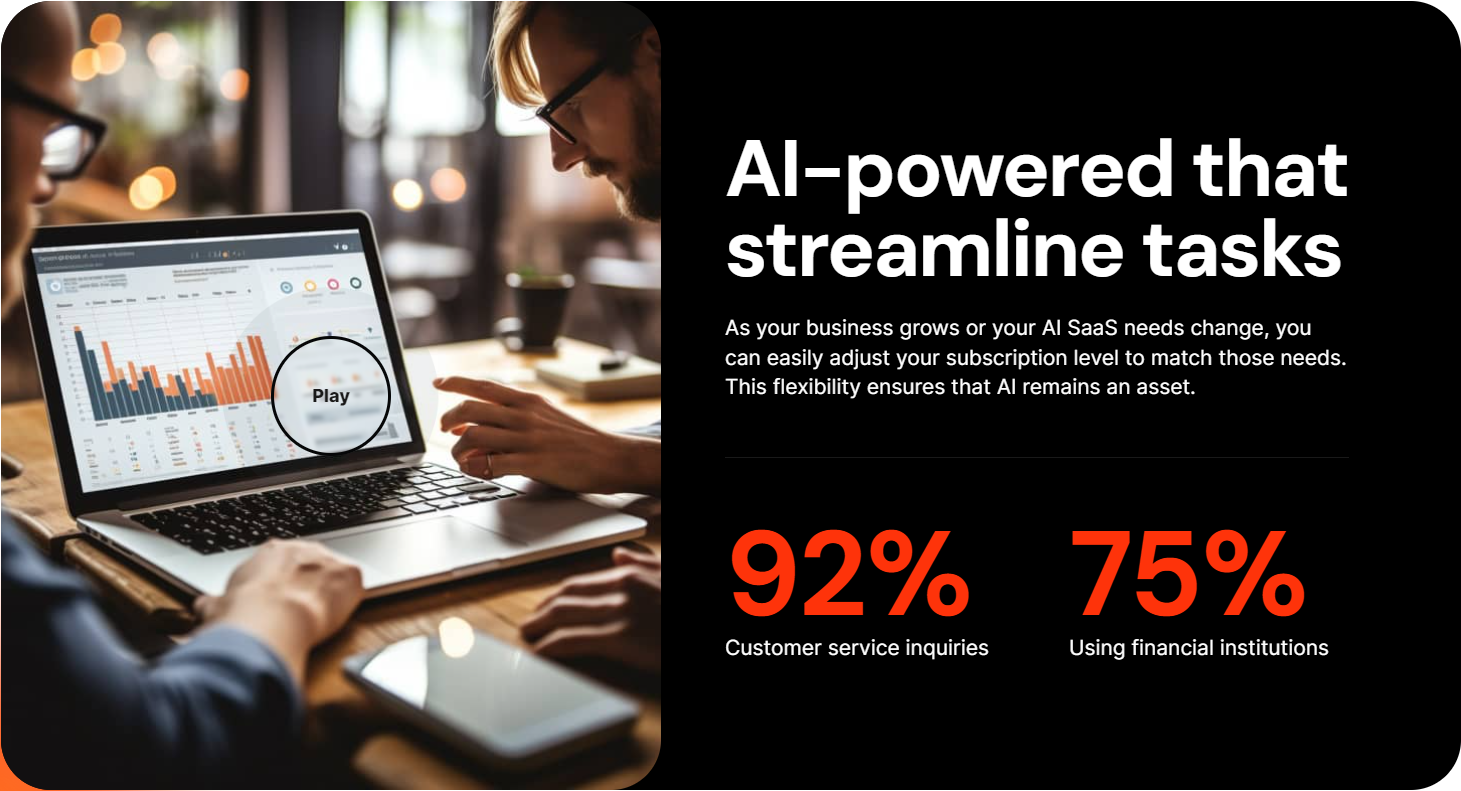 Play
AI-powered that
streamline tasks
As your business grows or your AI SaaS needs change, you
can easily adjust your subscription level to match those needs.
This flexibility ensures that AI remains an asset.
92%
75%
Customer service inquiries
Using financial institutions